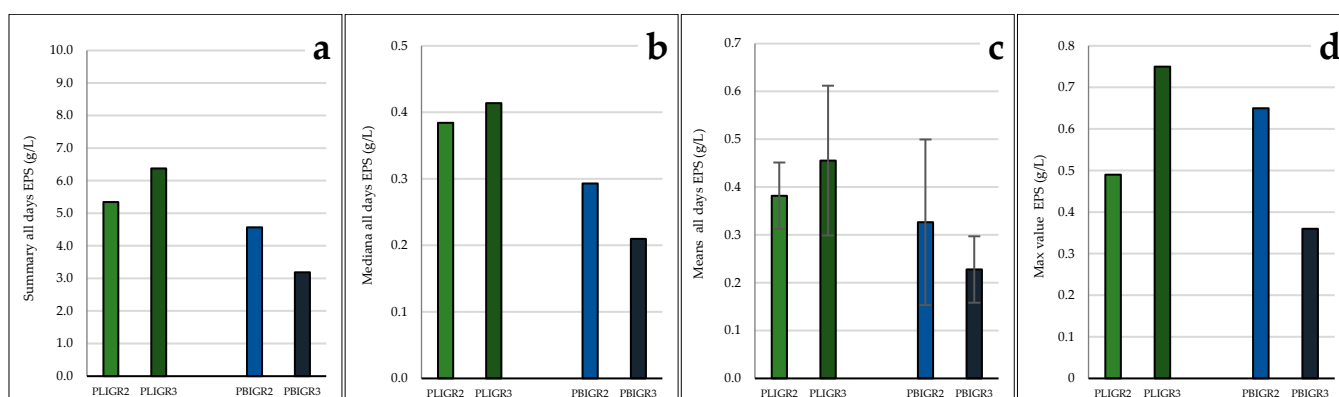 a
Summary all days EPS (g/L)
10.0
9.0
8.0
7.0
6.0
5.0
4.0
3.0
2.0
1.0
0.0
PLIGR2 PLIGR3 PBIGR2 PBIGR3
b
Mediana all days EPS (g/L)
0.5
0.4
0.3
0.2
0.1
0.0
PLIGR2 PLIGR3 PBIGR2 PBIGR3
c
Means all days EPS (g/L)
0.7
0.6
0.5
0.4
0.3
0.2
0.1
0.0
PLIGR2 PLIGR3 PBIGR2 PBIGR3
d
Max value EPS (g/L)
0.8
0.7
0.6
0.5
0.4
0.3
0.2
0.1
0
PLIGR2 PLIGR3 PBIGR2 PBIGR3